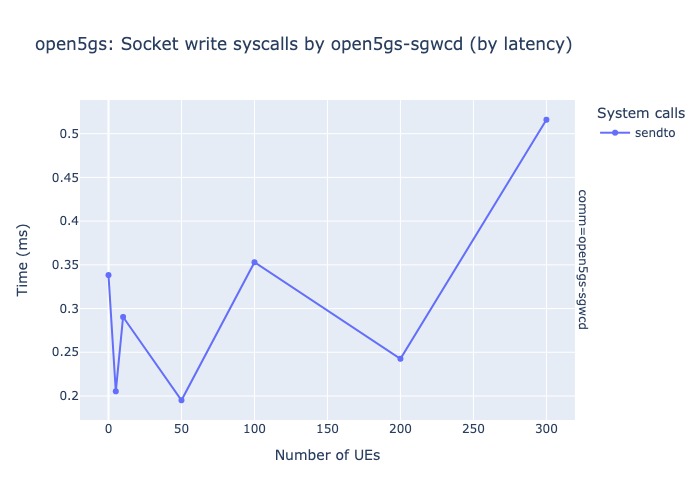 open5gs: Socket write syscalls by open5gs-sgwcd (by latency)
System calls
sendto
0.5
0.45
0.4
0.35
0.3
0.25
0.2
Time (ms)
comm=open5gs-sgwcd
0 50 100 150 200 250 300
Number of UEs